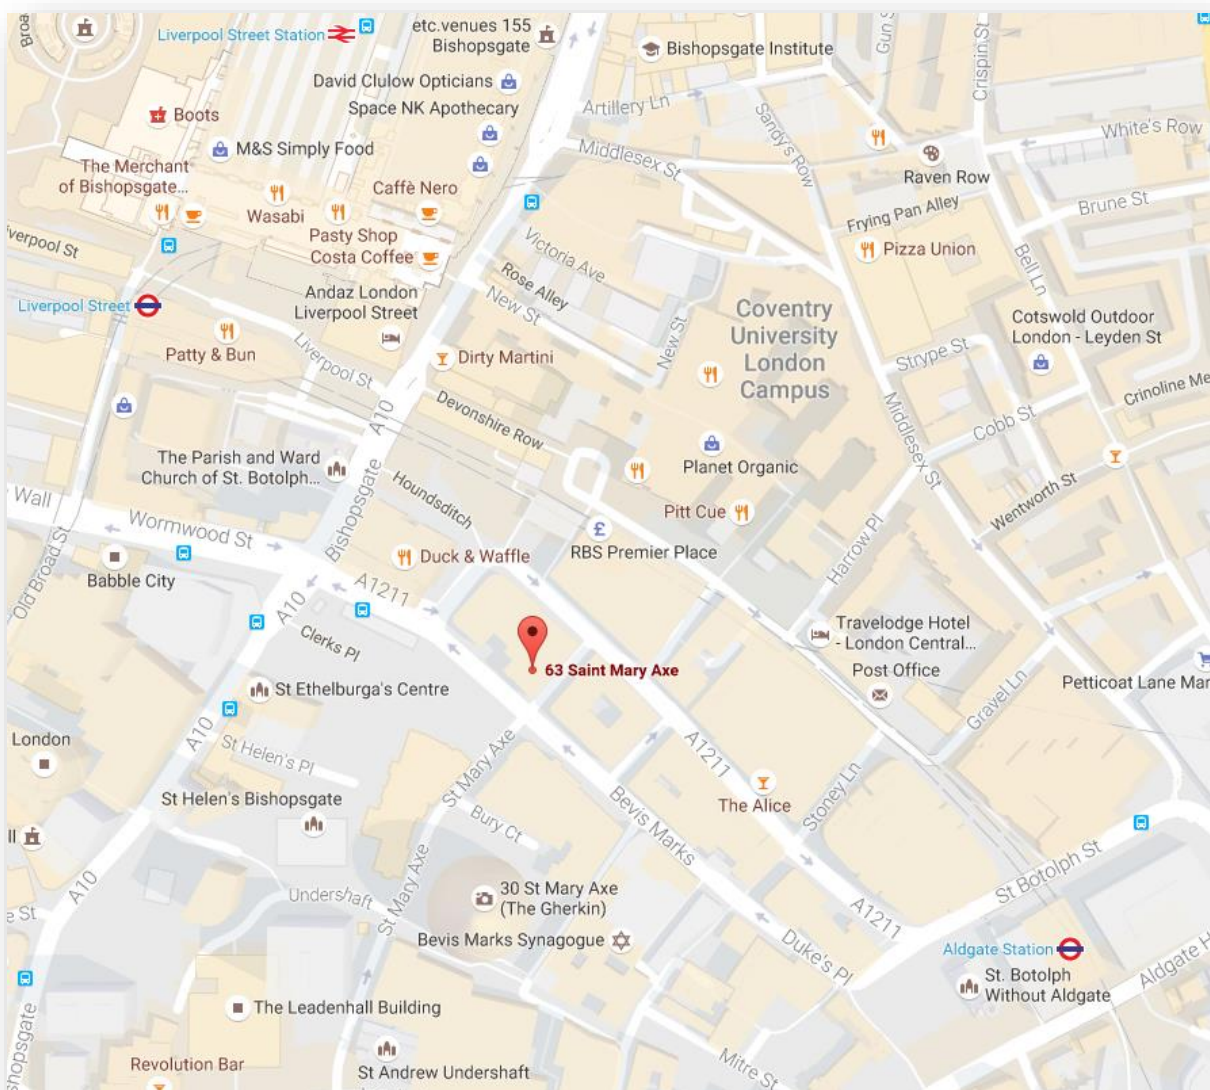 Broa
Liverpool Street Station
etc.venues 155
Bishopsgate
Bishopsgate Institute
Gun St
Crispin St
David Clulow Opticians
Space NK Apothecary
Artillery Ln
Sandy's Row
White's Row
Boots
M&S Simply Food
Middlesex St
The Merchant
of Bishopsgate...
Wasabi
Caffè Nero
Raven Row
Brune St
Frying Pan Alley
Pasty Shop
Costa Coffee
Victoria Ave
Pizza Union
iverpool St
Rose Alley
Bell Ln
Liverpool Street
Andaz London
Liverpool Street
New St
New St
Coventry
University
London
Campus
Cotswold Outdoor
London - Leyden St
Patty & Bun
Liverpool St
Dirty Martini
Strype St
Crinoline Me
Devonshire Row
A10
Middlesex St
Cobb St
The Parish and Ward
Church of St. Botolph...
Houndsditch
Planet Organic
Wentworth St
Wall
Wormwood St
Bishopsgate
Pitt Cue
Harrow Pl
RBS Premier Place
Duck & Waffle
Babble City
Old Broad St
A10
A1211
Clerks Pl
Travelodge Hotel
- London Central...
63 Saint Mary Axe
Post Office
Petticoat Lane Mar
St Ethelburga's Centre
Gravel Ln
London
A10
St Helen's Pl
St Mary Axe
A1211
Stoney Ln
St Helen's Bishopsgate
The Alice
Bury Ct
Bevis Marks
ll
A10
Undershaft
St Mary Axe
30 St Mary Axe
(The Gherkin)
St Botolph St
A1211
e St
Bevis Marks Synagogue
Duke's Pl
Aldgate Station
Aldgate H
St. Botolph
Without Aldgate
The Leadenhall Building
shopsgate
Revolution Bar
St Andrew Undershaft
Mitre St